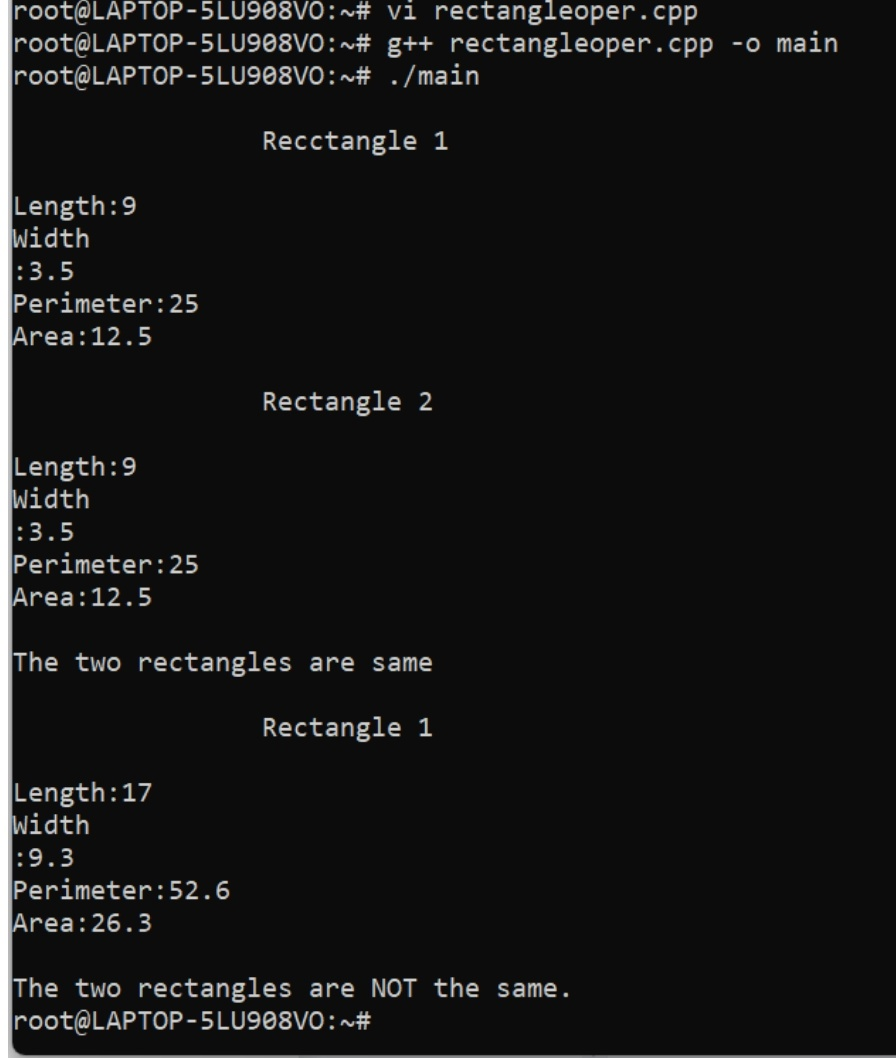 root@LAPTOP-5LU908VO:~# vi rectangleoper.cpp
root@LAPTOP-5LU908VO:~# g++ rectangleoper.cpp -o main
root@LAPTOP-5LU908VO:~# ./main
Recctangle 1
Length:9
Width
:3.5
Perimeter:25
Area:12.5
Rectangle 2
Length:9
Width
:3.5
Perimeter:25
Area:12.5
The two rectangles are same
Rectangle 1
Length:17
Width
:9.3
Perimeter:52.6
Area:26.3
The two rectangles are NOT the same.
root@LAPTOP-5LU908VO:~#